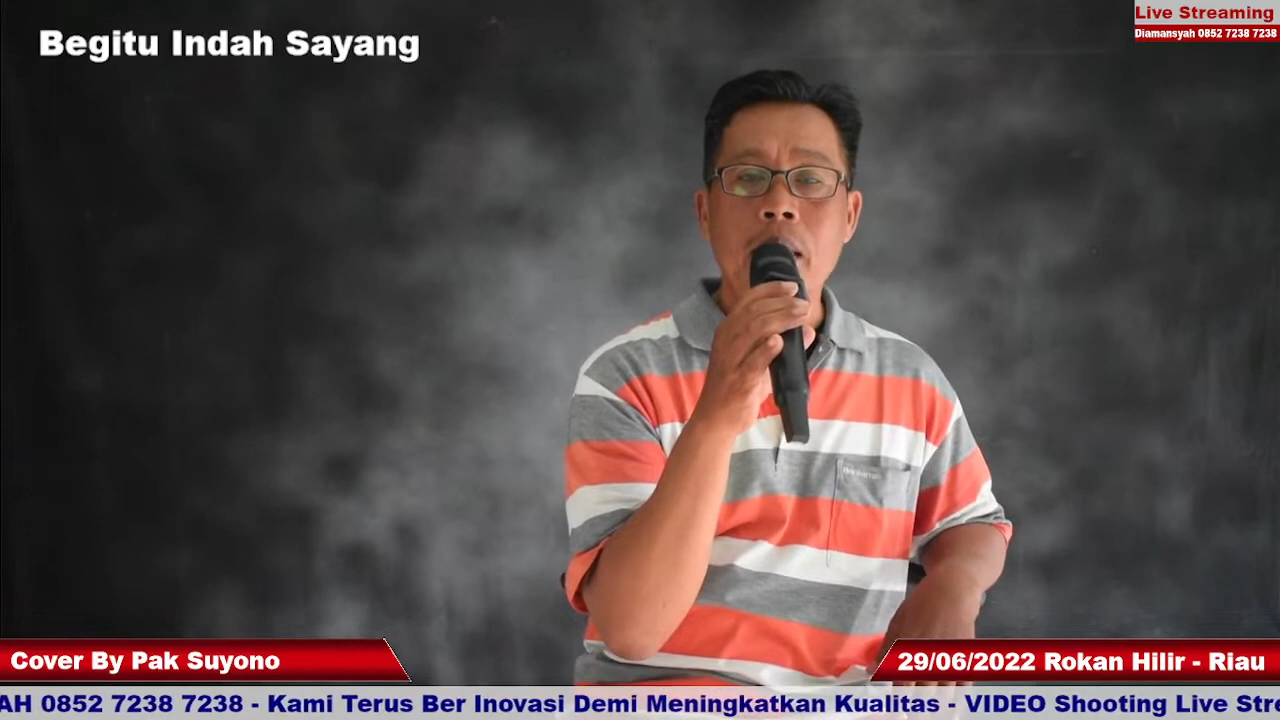 Begitu Indah Sayang
Live Streaming
Diamansyah 0852 7238 7238
Cover By Pak Suyono
29/06/2022 Rokan Hilir - Riau
AH 0852 7238 7238 - Kami Terus Ber Inovasi Demi Meningkatkan Kualitas - VIDEO Shooting Live Stre